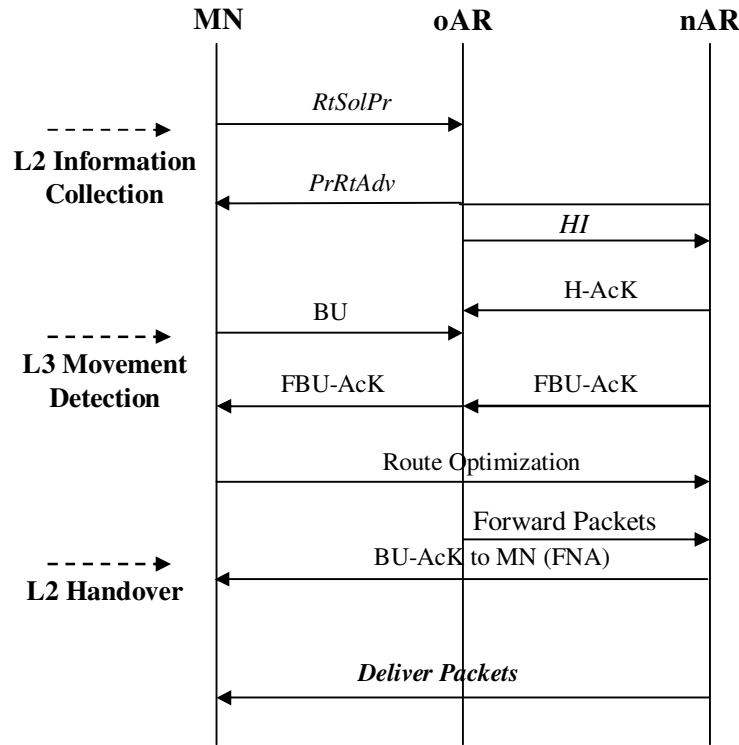 MN oAR nAR
RtSolPr
L2 Information
Collection
PrRtAdv
HI
H-AcK
BU
L3 Movement
Detection
FBU-AcK FBU-AcK
Route Optimization
Forward Packets
BU-AcK to MN (FNA)
L2 Handover
Deliver Packets